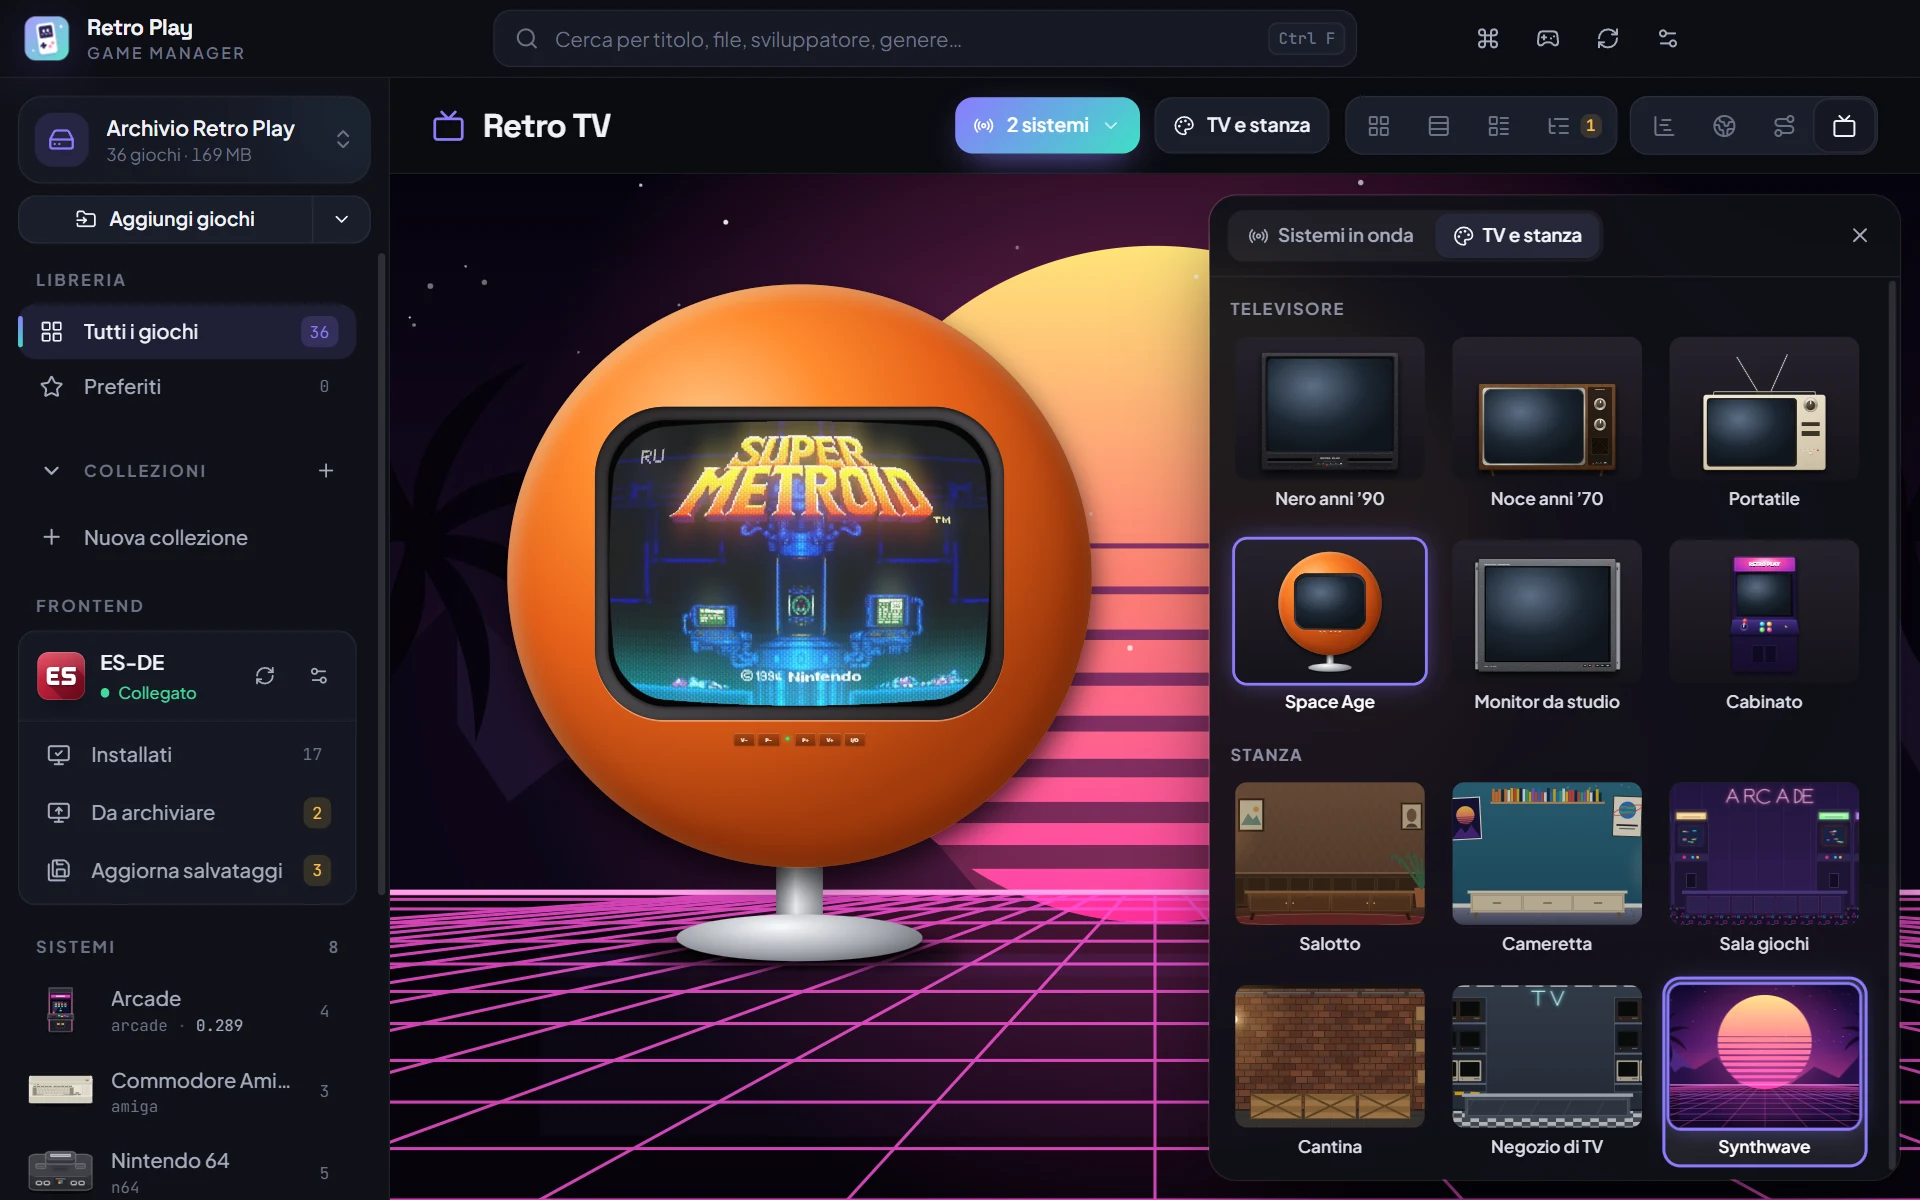 Retro Play
GAME MANAGER
Cerca per titolo, file, sviluppatore, genere...
Ctrl F
Archivio Retro Play
36 giochi · 169 MB
Aggiungi giochi
LIBRERIA
Tutti i giochi
36
Preferiti
0
COLLEZIONI
Nuova collezione
FRONTEND
ES
ES-DE
Collegato
Installati
17
Da archiviare
2
Aggiorna salvataggi
3
SISTEMI
8
Arcade
4
arcade · 0.289
Commodore Ami...
3
amiga
Nintendo 64
5
n64
Retro TV
2 sistemi
TV e stanza
1
RU
SUPER
METROID
TM
© 1994 Nintendo
V-
P-
P+
V+
I/O
Sistemi in onda
TV e stanza
TELEVISORE
Nero anni ’90
Noce anni ’70
Portatile
Space Age
Monitor da studio
RETRO PLAY
Cabinato
STANZA
Salotto
Cameretta
ARCADE
Sala giochi
Cantina
TV
Negozio di TV
Synthwave